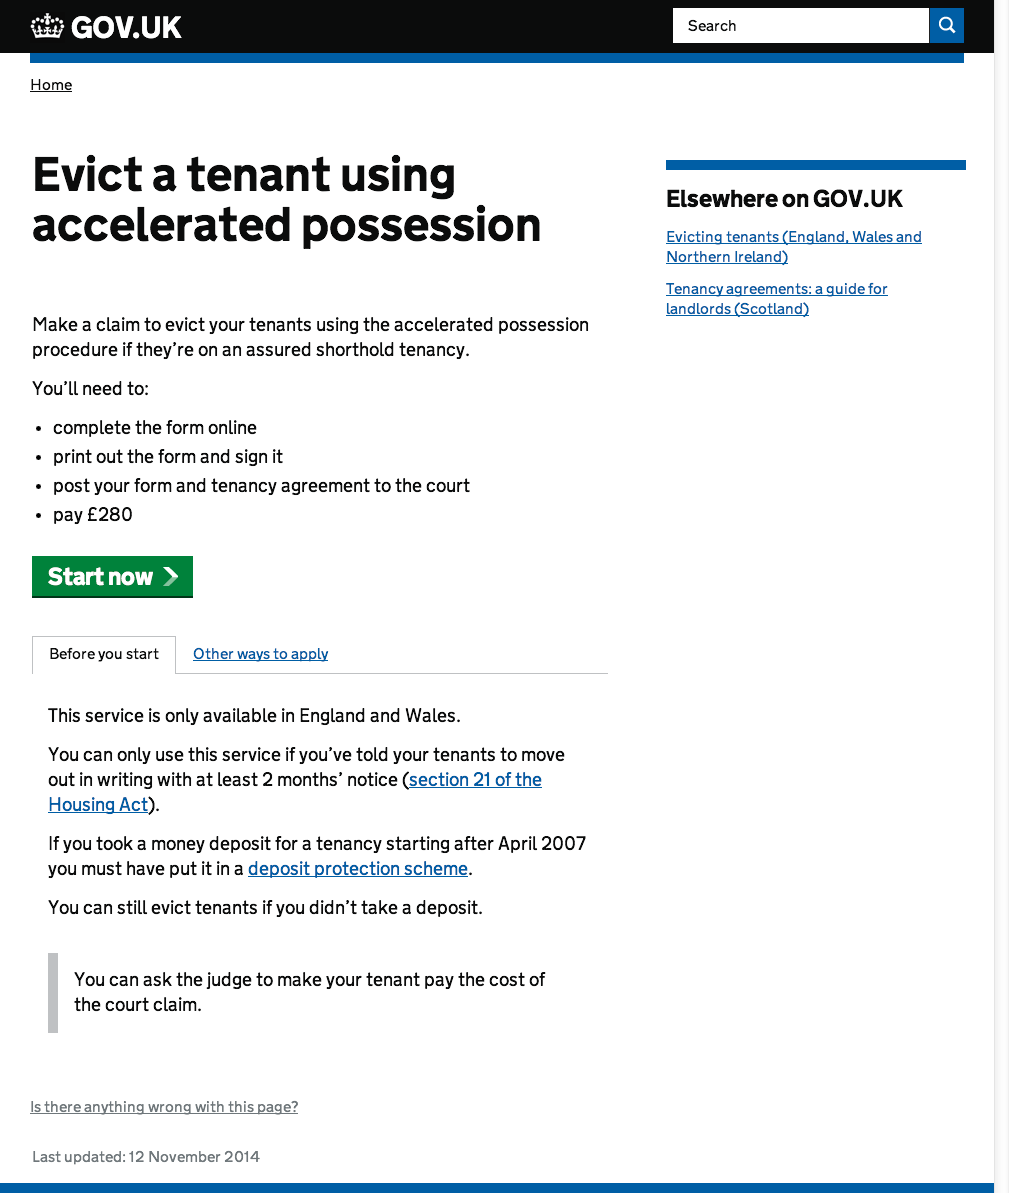 GOV.UK
Search
Home
Evict a tenant using
accelerated possession
Make a claim to evict your tenants using the accelerated possession
procedure if they’re on an assured shorthold tenancy.
You’ll need to:
• complete the form online
• print out the form and sign it
• post your form and tenancy agreement to the court
• pay £280
Start now
Before you start
Other ways to apply
This service is only available in England and Wales.
You can only use this service if you’ve told your tenants to move
out in writing with at least 2 months’ notice (section 21 of the
Housing Act).
If you took a money deposit for a tenancy starting after April 2007
you must have put it in a deposit protection scheme.
You can still evict tenants if you didn’t take a deposit.
You can ask the judge to make your tenant pay the cost of
the court claim.
Elsewhere on GOV.UK
Evicting tenants (England, Wales and
Northern Ireland)
Tenancy agreements: a guide for
landlords (Scotland)
Is there anything wrong with this page?
Last updated: 12 November 2014